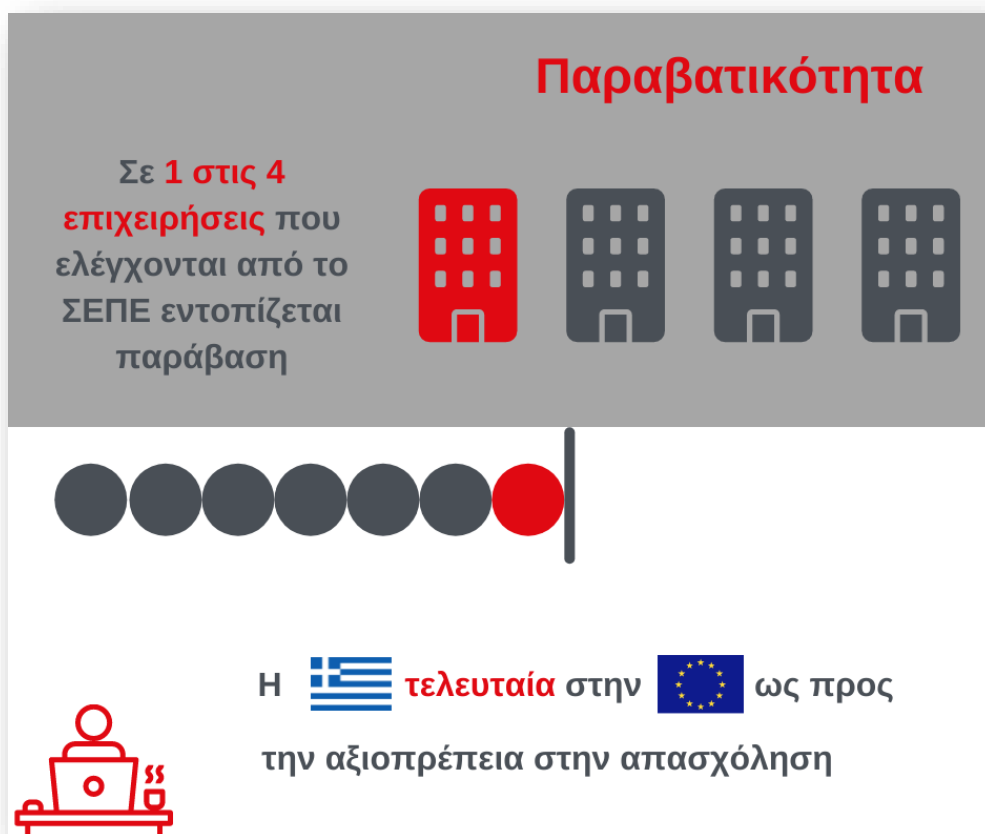 Παραβατικότητα
Σε 1 στις 4
επιχειρήσεις που
ελέγχονται από το
ΣΕΠΕ εντοπίζεται
παράβαση
Η τελευταία στην ως προς
την αξιοπρέπεια στην απασχόληση